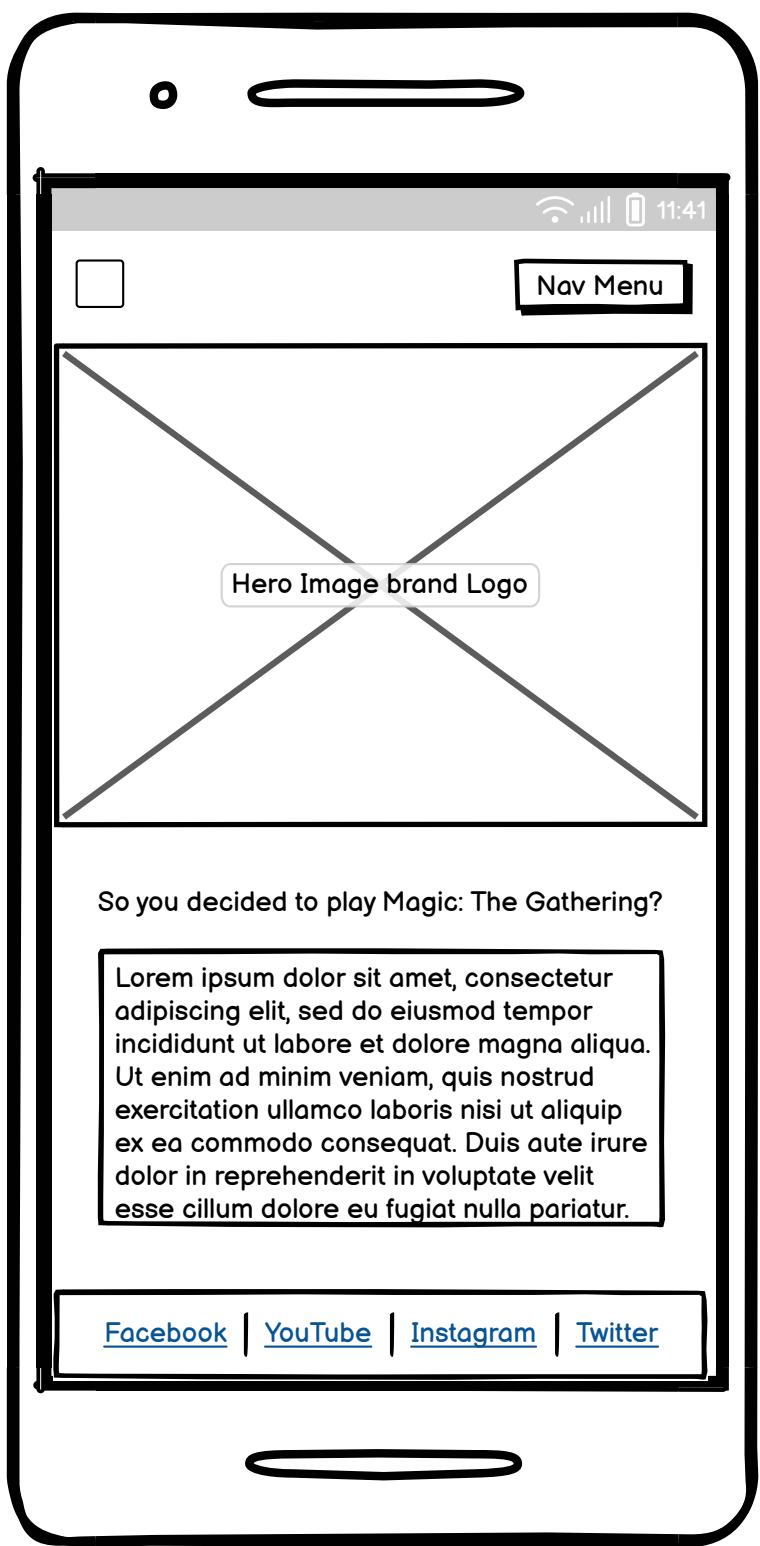 11:41
Nav Menu
Hero Image brand Logo
So you decided to play Magic: The Gathering?
Lorem ipsum dolor sit amet, consectetur
adipiscing elit, sed do eiusmod tempor
incididunt ut labore et dolore magna aliqua.
Ut enim ad minim veniam, quis nostrud
exercitation ullamco laboris nisi ut aliquip
ex ea commodo consequat. Duis aute irure
dolor in reprehenderit in voluptate velit
esse cillum dolore eu fugiat nulla pariatur.
Facebook | YouTube | Instagram | Twitter